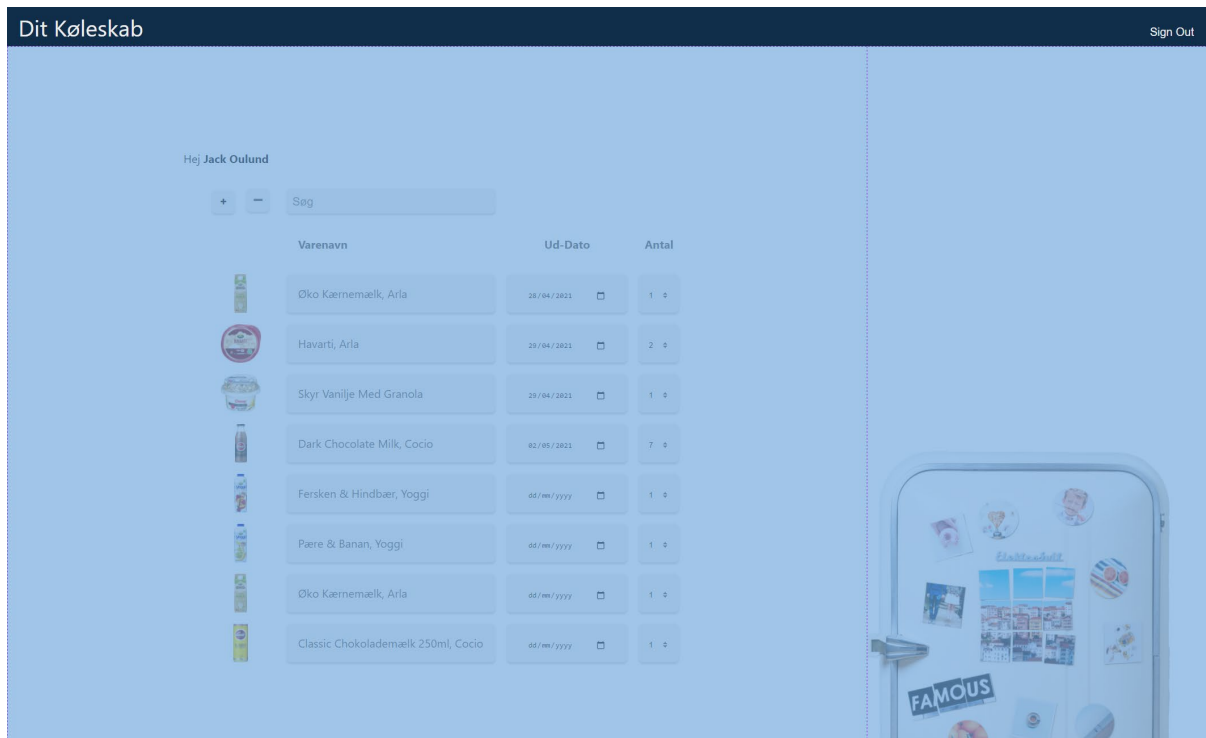 Dit Køleskab
Sign Out
Hej Jack Oulund
+ −
Søg
Varenavn Ud-Dato Antal
Øko Kærnemælk, Arla 28/04/2021 1
Havarti, Arla 29/04/2021 2
Skyr Vanilje Med Granola 29/04/2021 1
Dark Chocolate Milk, Cocio 02/05/2021 7
Fersken & Hindbær, Yoggi dd/mm/yyyy 1
Pære & Banan, Yoggi dd/mm/yyyy 1
Øko Kærnemælk, Arla dd/mm/yyyy 1
Classic Chokolademælk 250ml, Cocio dd/mm/yyyy 1
FAMOUS